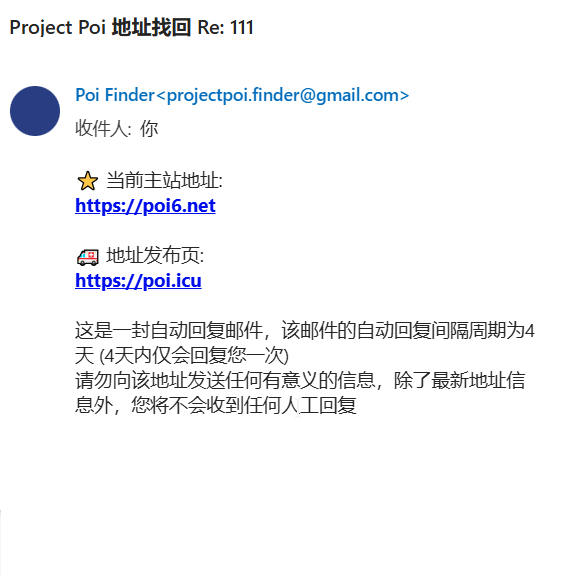 Project Poi 地址找回 Re: 111
Poi Finder<projectpoi.finder@gmail.com>
收件人: 你
⭐ 当前主站地址:
https://poi6.net
🚑 地址发布页:
https://poi.icu
这是一封自动回复邮件，该邮件的自动回复间隔周期为4
天 (4天内仅会回复您一次)
请勿向该地址发送任何有意义的信息，除了最新地址信
息外，您将不会收到任何人工回复